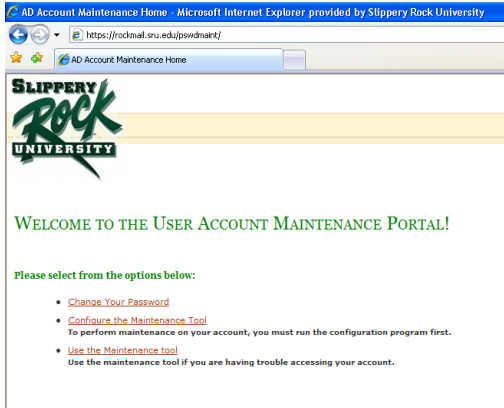 AD Account Maintenance Home - Microsoft Internet Explorer provided by Slippery Rock University
https://rockmail.sru.edu/pswdmaint/
AD Account Maintenance Home
SLIPPERY
ROCK
UNIVERSITY
WELCOME TO THE USER ACCOUNT MAINTENANCE PORTAL!
Please select from the options below:
• Change Your Password
• Configure the Maintenance Tool
To perform maintenance on your account, you must run the configuration program first.
• Use the Maintenance tool
Use the maintenance tool if you are having trouble accessing your account.